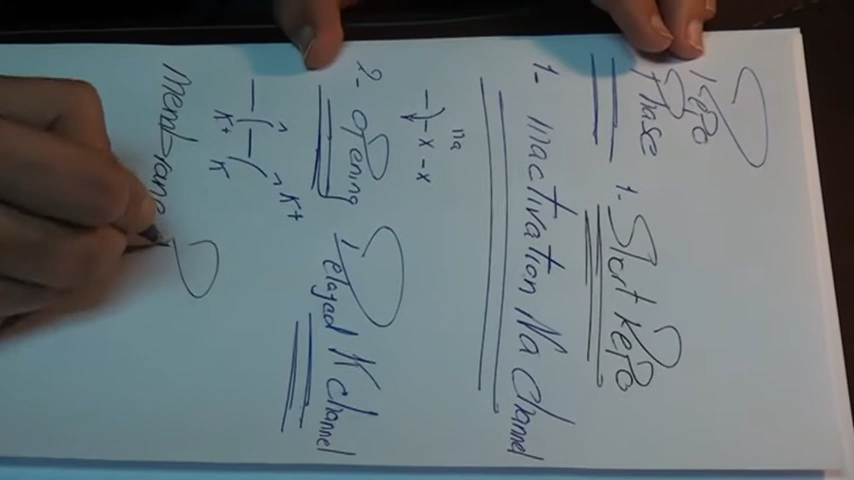 Repo
Phase 1- Start Repo
1- Inactivation Na channel
na
x - x
2- opening Delayed K channel
K+
K+ K
Membrane